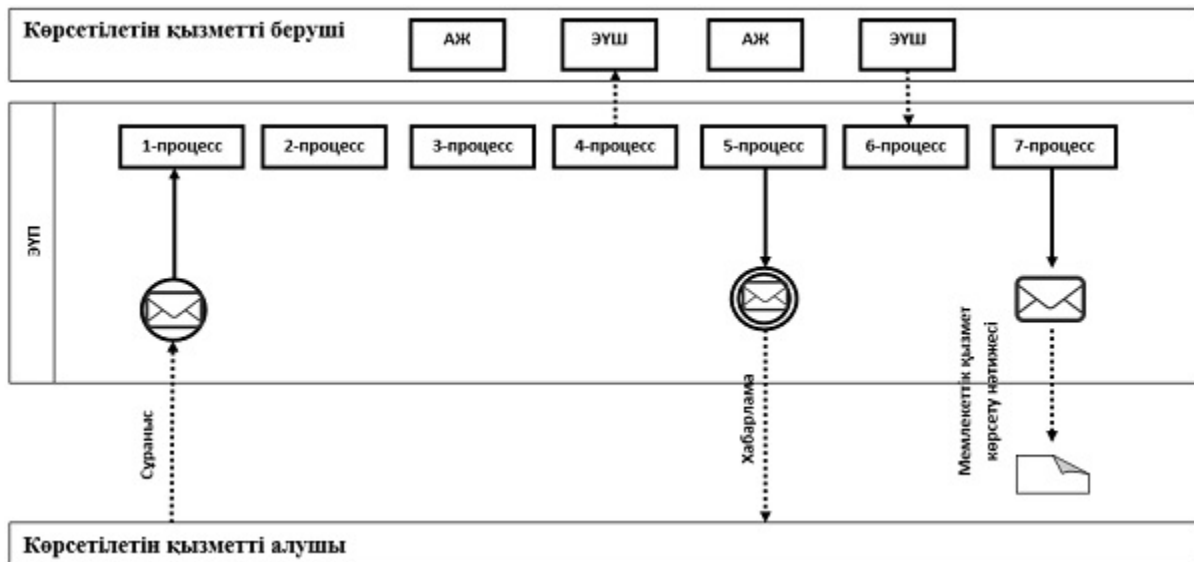 Көрсетілетін қызметті беруші
АЖ
ЭҮШ
АЖ
ЭҮШ
ЭҮП
1-процесс
2-процесс
3-процесс
4-процесс
5-процесс
6-процесс
7-процесс
Сұраныс
Хабарлама
Мемлекеттік қызмет
көрсету нәтижесі
Көрсетілетін қызметті алушы